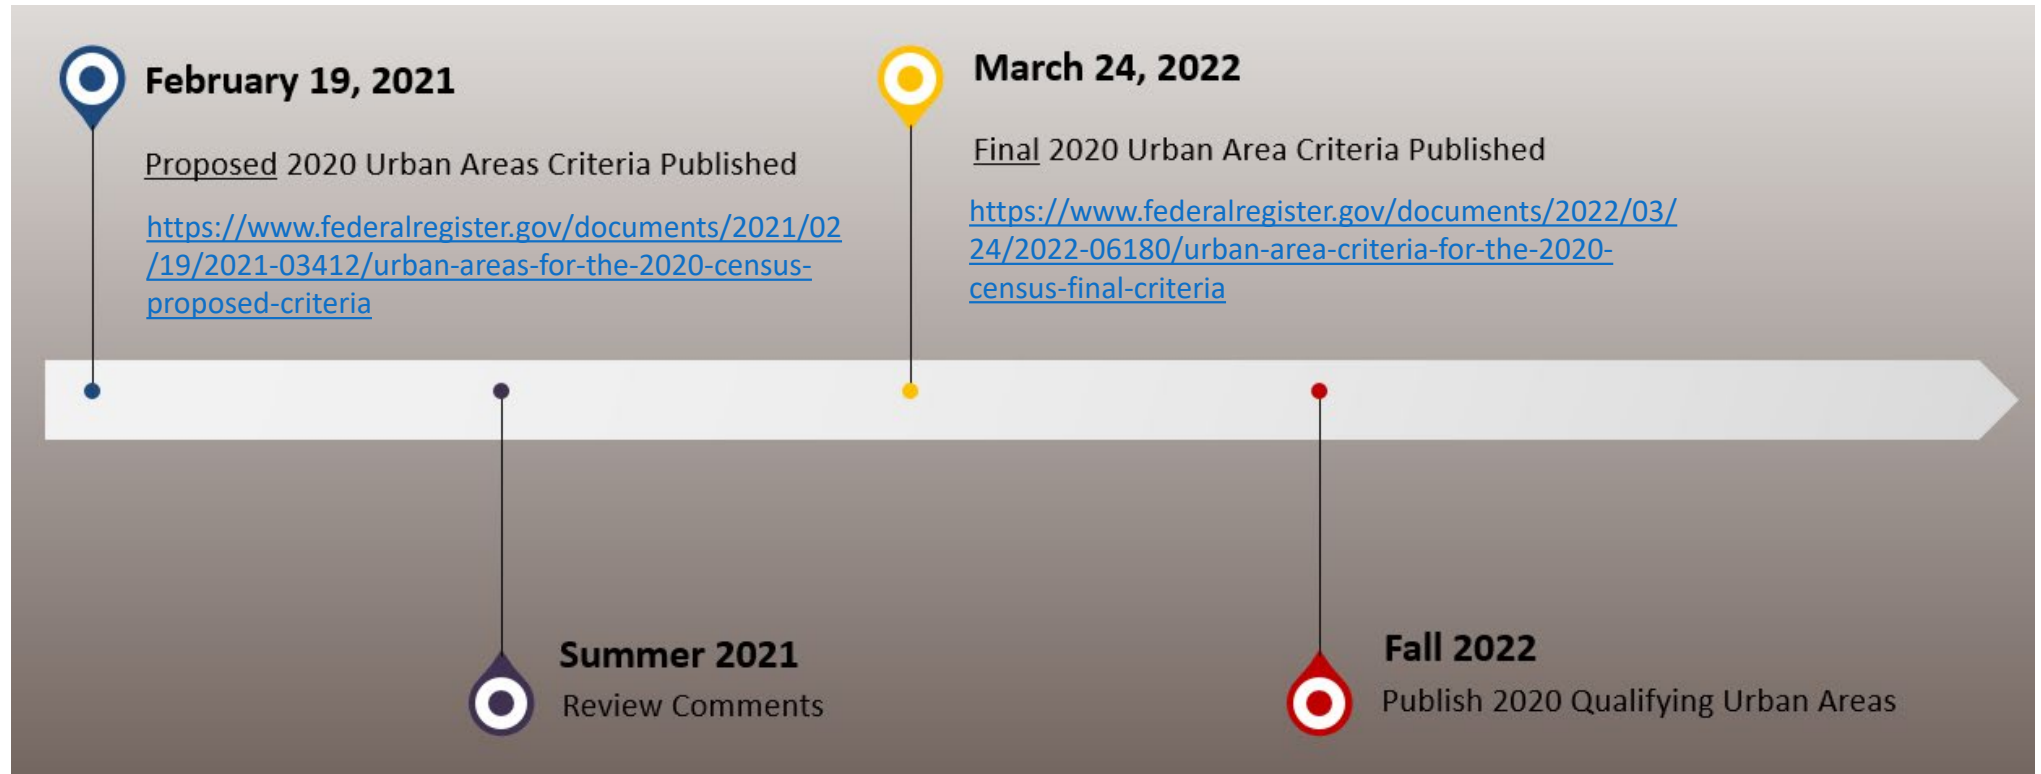 February 19, 2021
Proposed 2020 Urban Areas Criteria Published
https://www.federalregister.gov/documents/2021/02
/19/2021-03412/urban-areas-for-the-2020-census-
proposed-criteria
March 24, 2022
Final 2020 Urban Area Criteria Published
https://www.federalregister.gov/documents/2022/03/
24/2022-06180/urban-area-criteria-for-the-2020-
census-final-criteria
Summer 2021
Review Comments
Fall 2022
Publish 2020 Qualifying Urban Areas